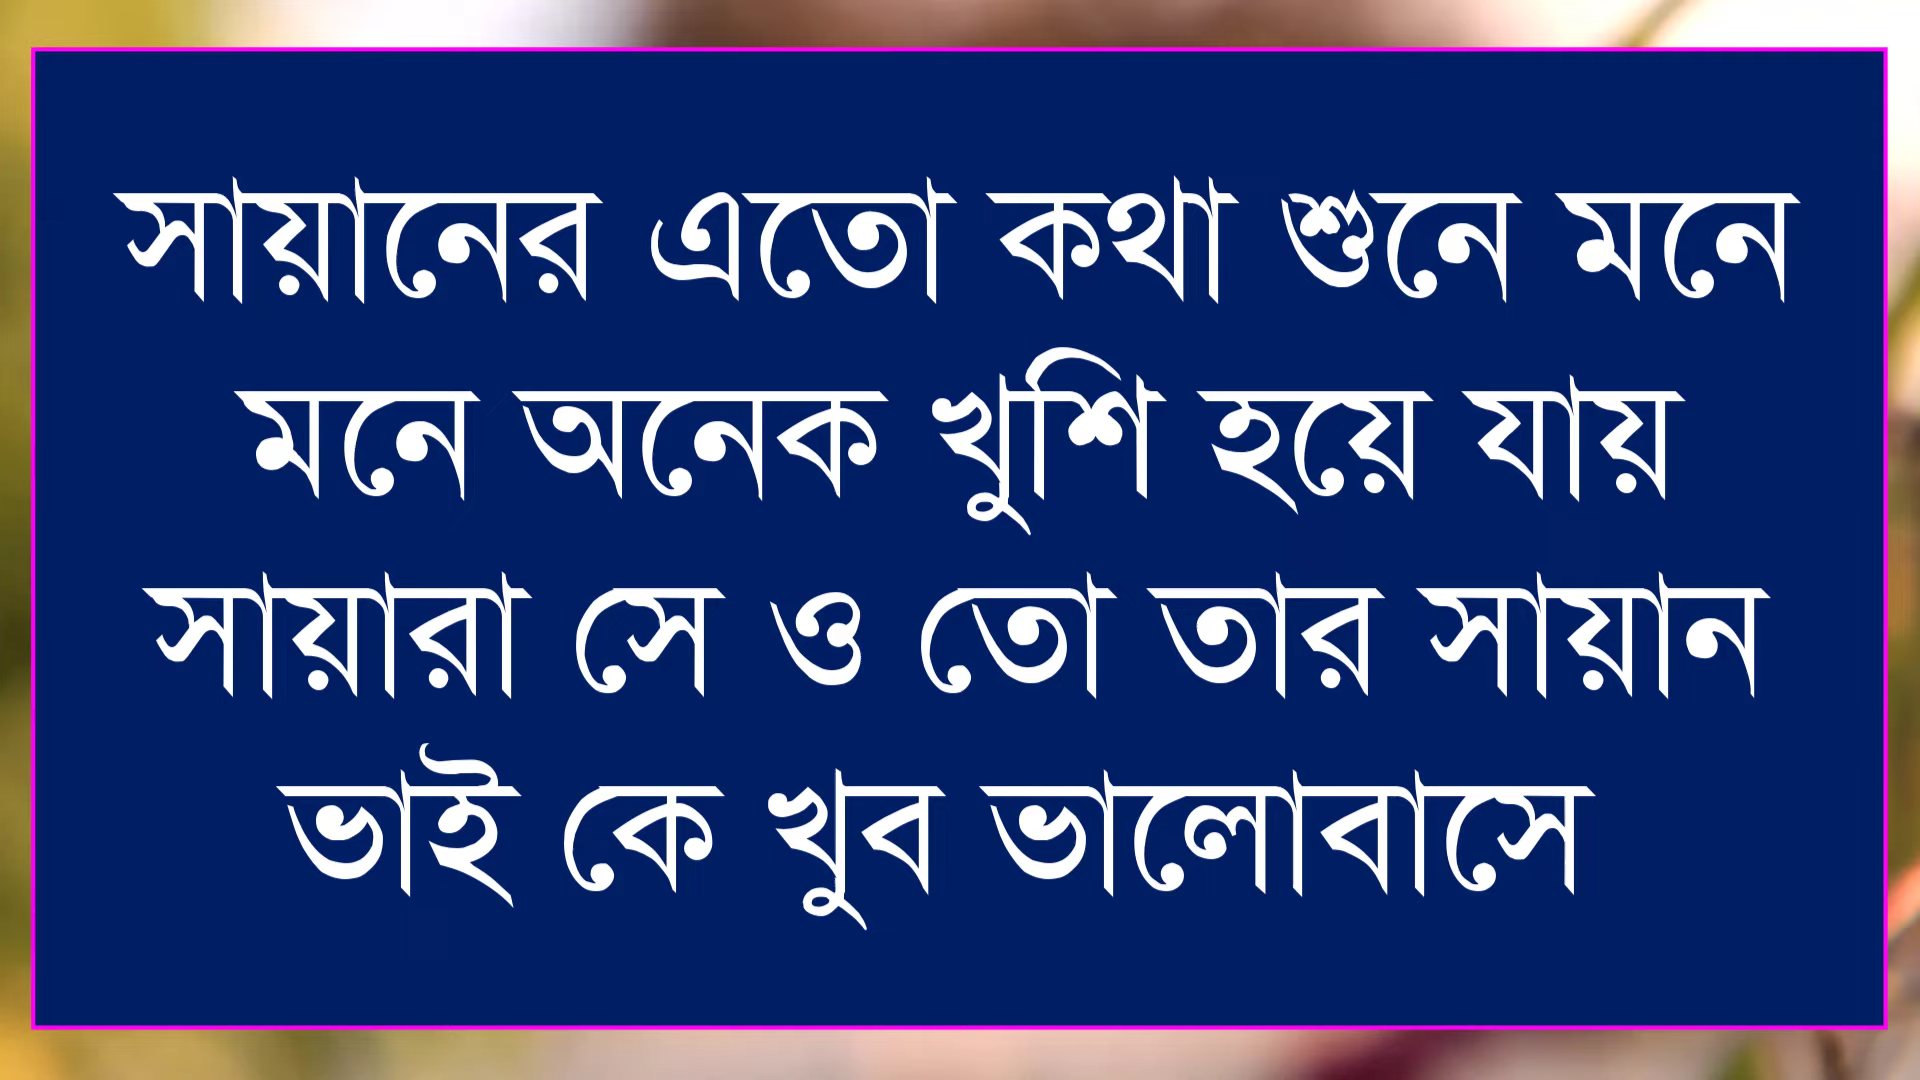 সায়ানের এতো কথা শুনে মনে
মনে অনেক খুশি হয়ে যায়
সায়ারা সে ও তো তার সায়ান
ভাই কে খুব ভালোবাসে